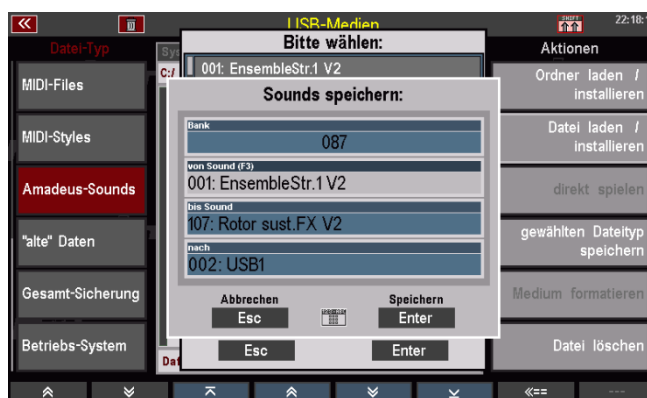 USB-Medien
SHIFT
22:18:
Datei-Typ
MIDI-Files
MIDI-Styles
Amadeus-Sounds
"alte" Daten
Gesamt-Sicherung
Betriebs-System
Sys
C:/
Dat
Bitte wählen:
001: EnsembleStr.1 V2
Sounds speichern:
Bank
087
von Sound (F3)
001: EnsembleStr.1 V2
bis Sound
107: Rotor sust.FX V2
nach
002: USB1
Abbrechen
Esc
Speichern
Enter
Esc
Enter
Aktionen
Ordner laden /
installieren
Datei laden /
installieren
direkt spielen
gewählten Dateityp
speichern
Medium formatieren
Datei löschen
«==
---